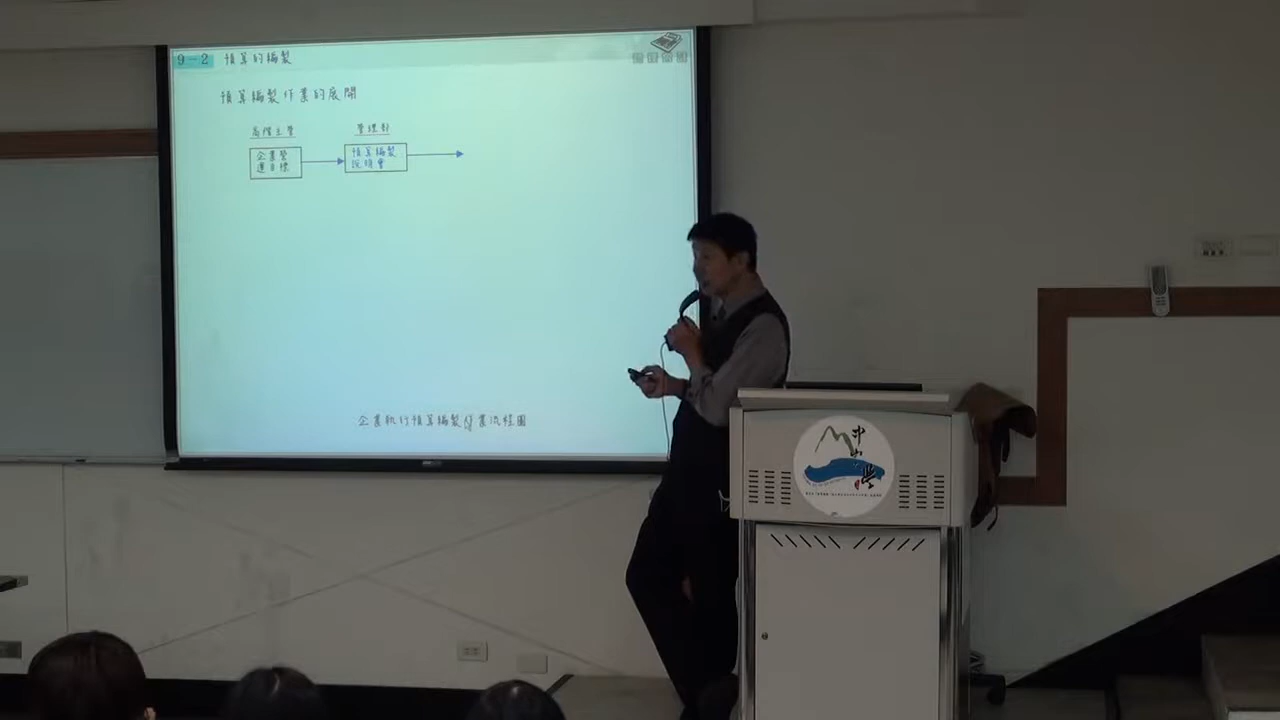 9-2 預算的編製
預算編製作業的展開
高階主管
管理部
企業營
運目標
預算編製
說明會
企業執行預算編製作業流程圖